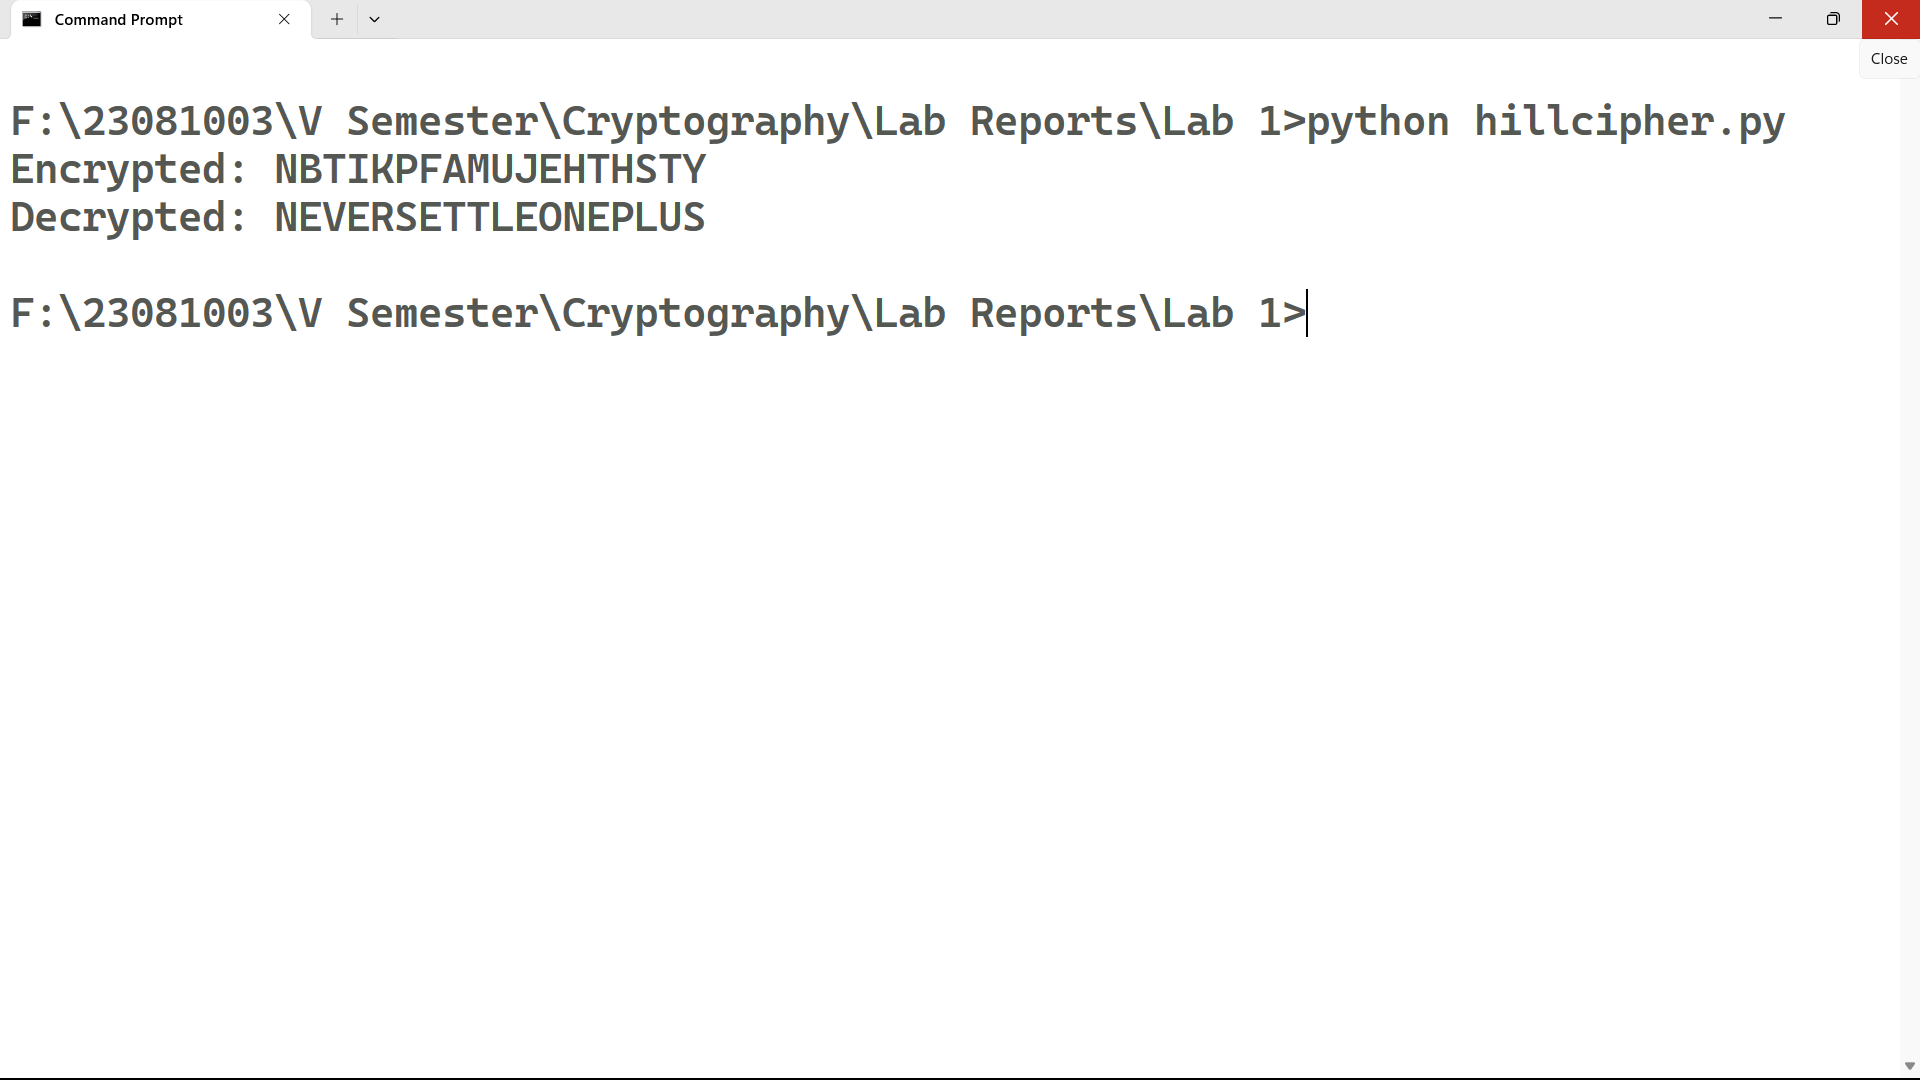 Command Prompt
Close
F:\23081003\V Semester\Cryptography\Lab Reports\Lab 1>python hillcipher.py
Encrypted: NBTIKPFAMUJEHTHSTY
Decrypted: NEVERSETTLEONEPLUS
F:\23081003\V Semester\Cryptography\Lab Reports\Lab 1>